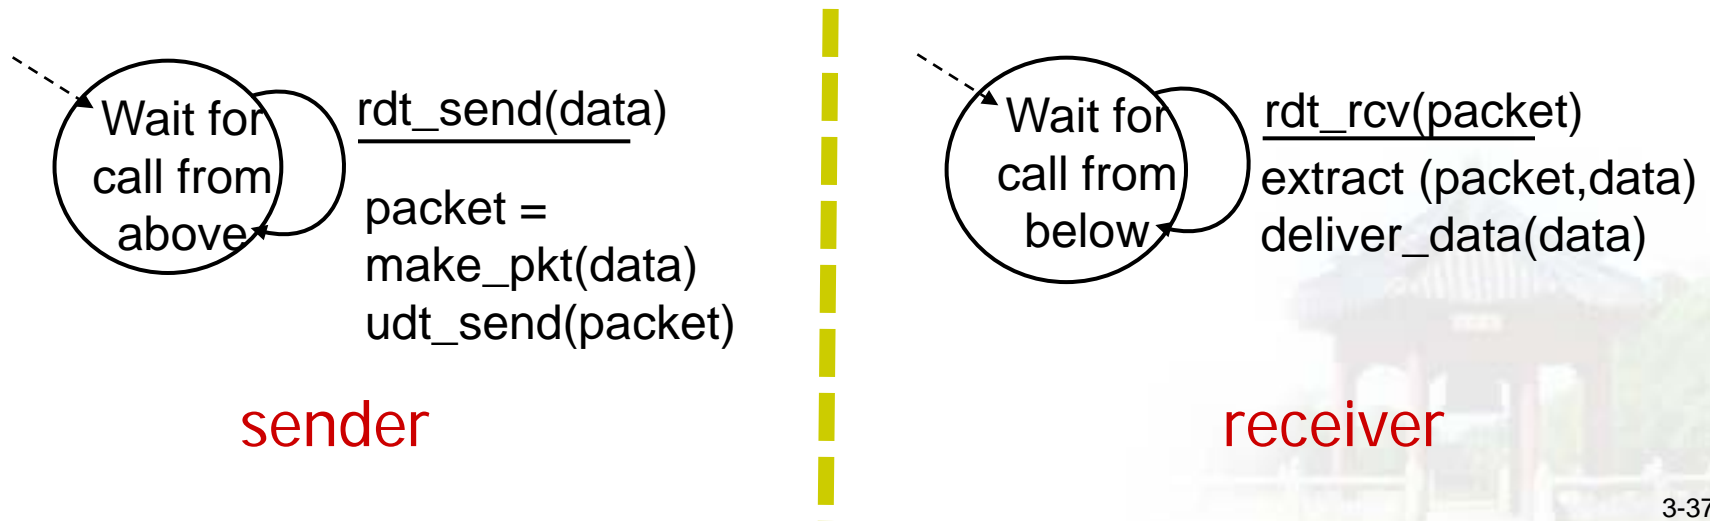 Wait for
call from
above
rdt_send(data)
packet =
make_pkt(data)
udt_send(packet)
sender
Wait for
call from
below
rdt_rcv(packet)
extract (packet,data)
deliver_data(data)
receiver
3-37